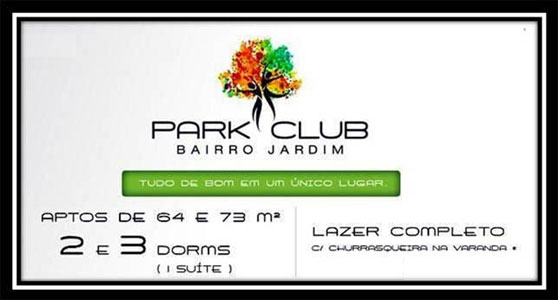 PARK CLUB
BAIRRO JARDIM
TUDO DE BOM EM UM ÚNICO LUGAR.
APTOS DE 64 E 73 M²
2 E 3 DORMS
( 1 SUÍTE )
LAZER COMPLETO
C/ CHURRASQUEIRA NA VARANDA *